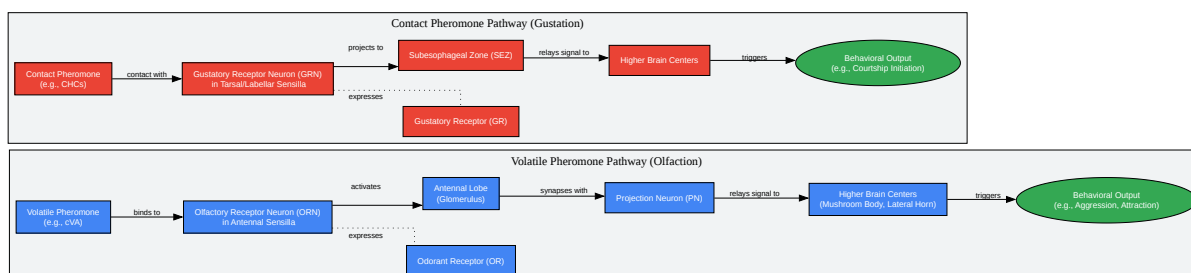 Contact Pheromone Pathway (Gustation)
Contact Pheromone
(e.g., CHCs)
contact with
Gustatory Receptor Neuron (GRN)
in Tarsal/Labellar Sensilla
projects to
expresses
Subesophageal Zone (SEZ)
Gustatory Receptor (GR)
relays signal to
Higher Brain Centers
triggers
Behavioral Output
(e.g., Courtship Initiation)
Volatile Pheromone Pathway (Olfaction)
Volatile Pheromone
(e.g., cVA)
binds to
Olfactory Receptor Neuron (ORN)
in Antennal Sensilla
activates
expresses
Antennal Lobe
(Glomerulus)
Odorant Receptor (OR)
synapses with
Projection Neuron (PN)
relays signal to
Higher Brain Centers
(Mushroom Body, Lateral Horn)
triggers
Behavioral Output
(e.g., Aggression, Attraction)